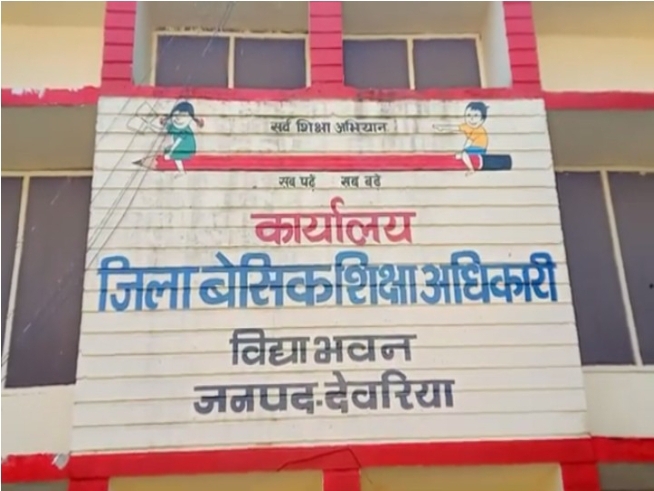 सर्व शिक्षा अभियान
सब पढ़ें सब बढ़ें
कार्यालय
जिला बेसिक शिक्षा अधिकारी
विद्या भवन
जनपद-देवरिया